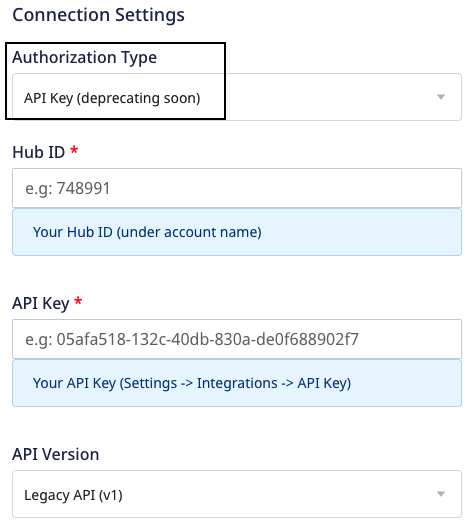 Connection Settings
Authorization Type
API Key (deprecating soon)
Hub ID *
e.g: 748991
Your Hub ID (under account name)
API Key *
e.g: 05afa518-132c-40db-830a-de0f688902f7
Your API Key (Settings -> Integrations -> API Key)
API Version
Legacy API (v1)